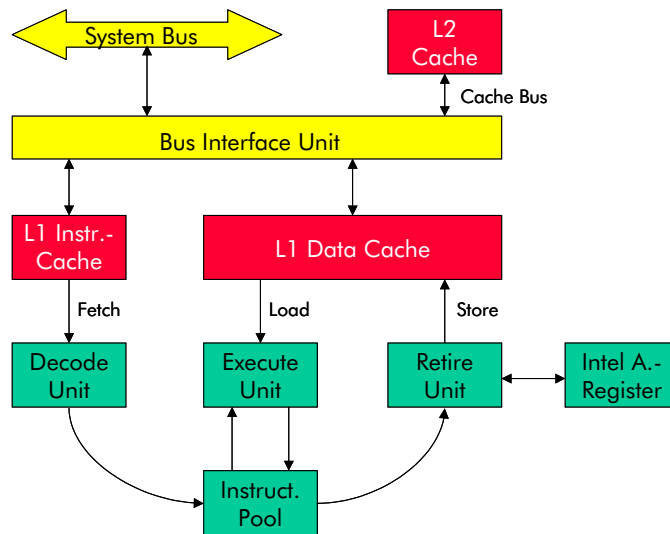 System Bus
L2
Cache
Cache Bus
Bus Interface Unit
L1 Instr.-
Cache
L1 Data Cache
Fetch
Load
Store
Decode
Unit
Execute
Unit
Retire
Unit
Intel A.-
Register
Instruct.
Pool